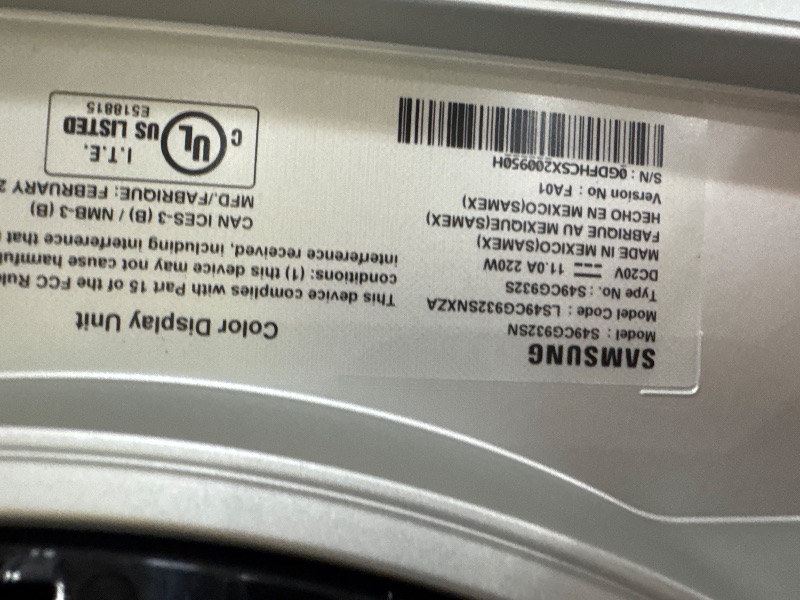 SAMSUNG
Model : S49CG932SN
Model Code : LS49CG932SNXZA
Type No. : S49CG932S
DC20V 11.0A 220W
MADE IN MEXICO(SAMEX)
FABRIQUE AU MEXIQUE(SAMEX)
HECHO EN MEXICO(SAMEX)
Version No : FA01
S/N : 0GDFHCSX200950H
Color Display Unit
This device complies with Part 15 of the FCC
conditions: (1) this device may not cause
interference received, including interference that
CAN ICES-3 (B) / NMB-3 (B)
MFD./FABRIQUE: FEBRUARY
I.T.E.
C UL US LISTED
E518815